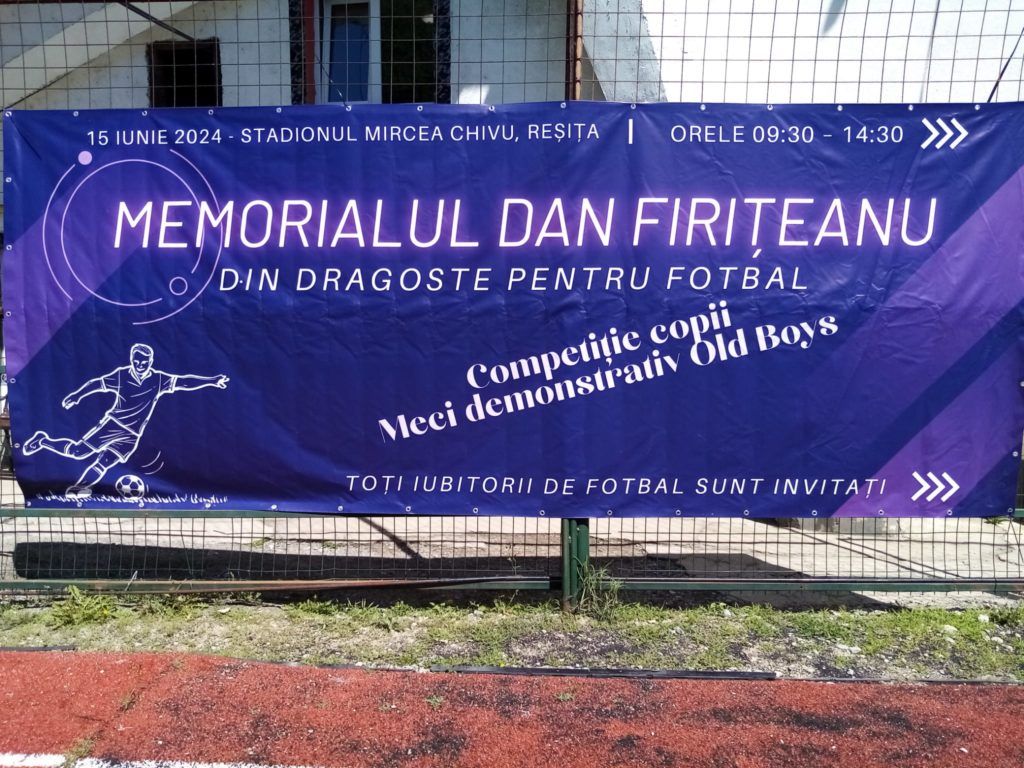 15 IUNIE 2024 - STADIONUL MIRCEA CHIVU, REȘIȚA | ORELE 09:30 – 14:30
MEMORIALUL DAN FIRIȚEANU
DIN DRAGOSTE PENTRU FOTBAL
Competiție copii
Meci demonstrativ Old Boys
TOȚI IUBITORII DE FOTBAL SUNT INVITAȚI